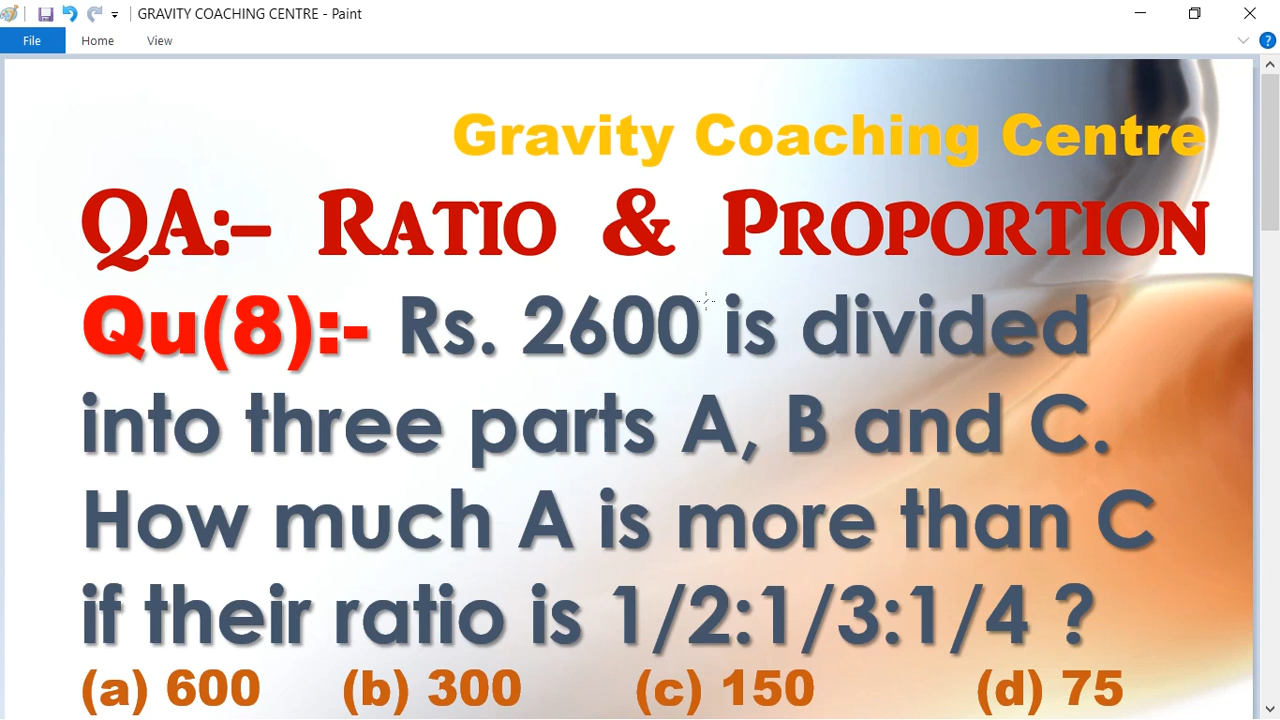 GRAVITY COACHING CENTRE - Paint
File Home View
Gravity Coaching Centre
QA:- RATIO & PROPORTION
Qu(8):- Rs. 2600 is divided
into three parts A, B and C.
How much A is more than C
if their ratio is 1/2:1/3:1/4 ?
(a) 600 (b) 300 (c) 150 (d) 75